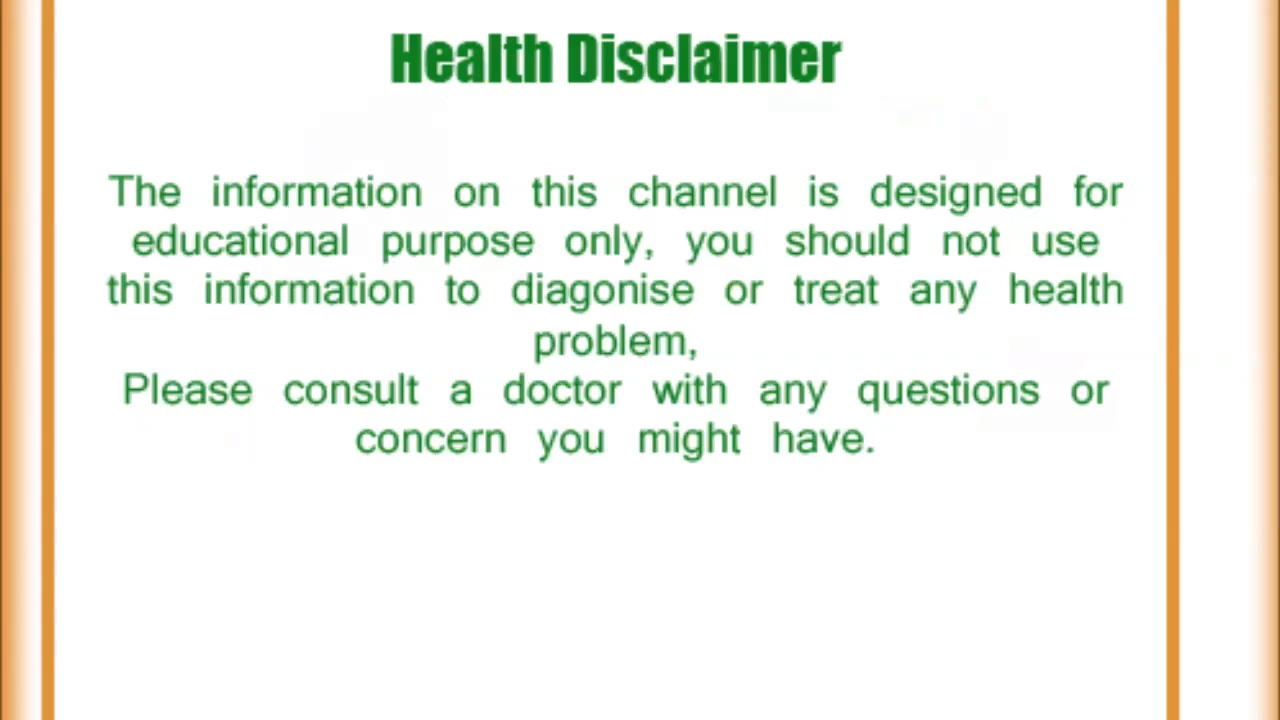 Health Disclaimer
The information on this channel is designed for
educational purpose only, you should not use
this information to diagonise or treat any health
problem,
Please consult a doctor with any questions or
concern you might have.